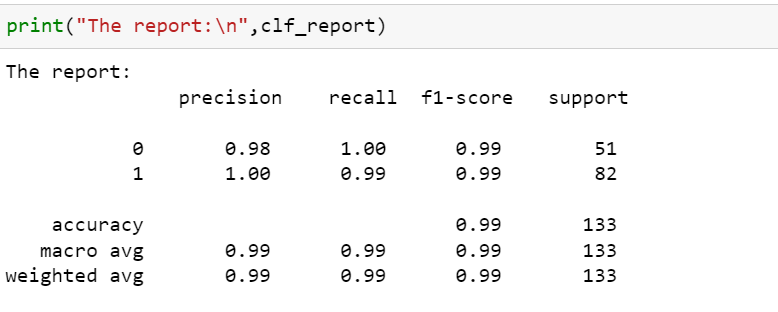 print("The report:\n",clf_report)
The report:
precision recall f1-score support
0 0.98 1.00 0.99 51
1 1.00 0.99 0.99 82
accuracy 0.99 133
macro avg 0.99 0.99 0.99 133
weighted avg 0.99 0.99 0.99 133